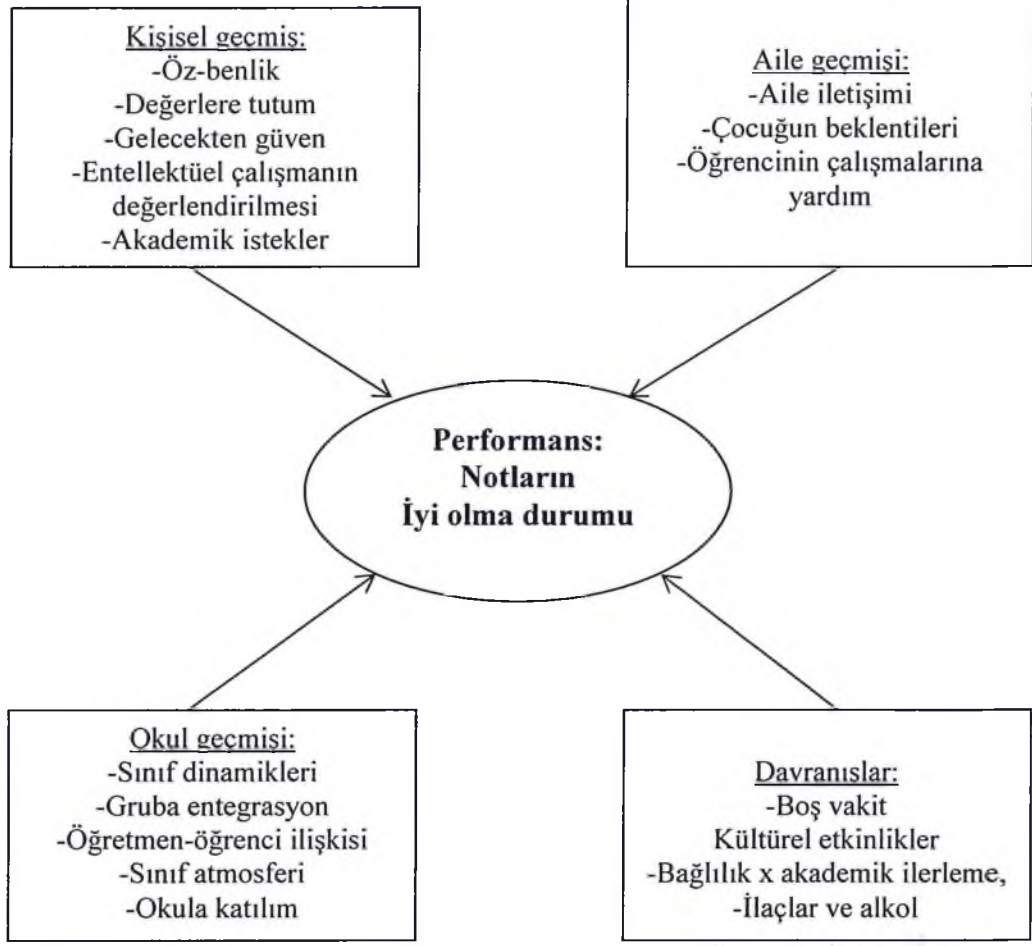 Kişisel geçmiş:
-Öz-benlik
-Değerlere tutum
-Gelecekten güven
-Entellektüel çalışmanın
değerlendirilmesi
-Akademik istekler
Aile geçmişi:
-Aile iletişimi
-Çocuğun beklentileri
-Öğrencinin çalışmalarına
yardım
Performans:
Notların
İyi olma durumu
Okul geçmişi:
-Sınıf dinamikleri
-Gruba entegrasyon
-Öğretmen-öğrenci ilişkisi
-Sınıf atmosferi
-Okula katılım
Davranışlar:
-Boş vakit
Kültürel etkinlikler
-Bağlılık x akademik ilerleme,
-İlaçlar ve alkol